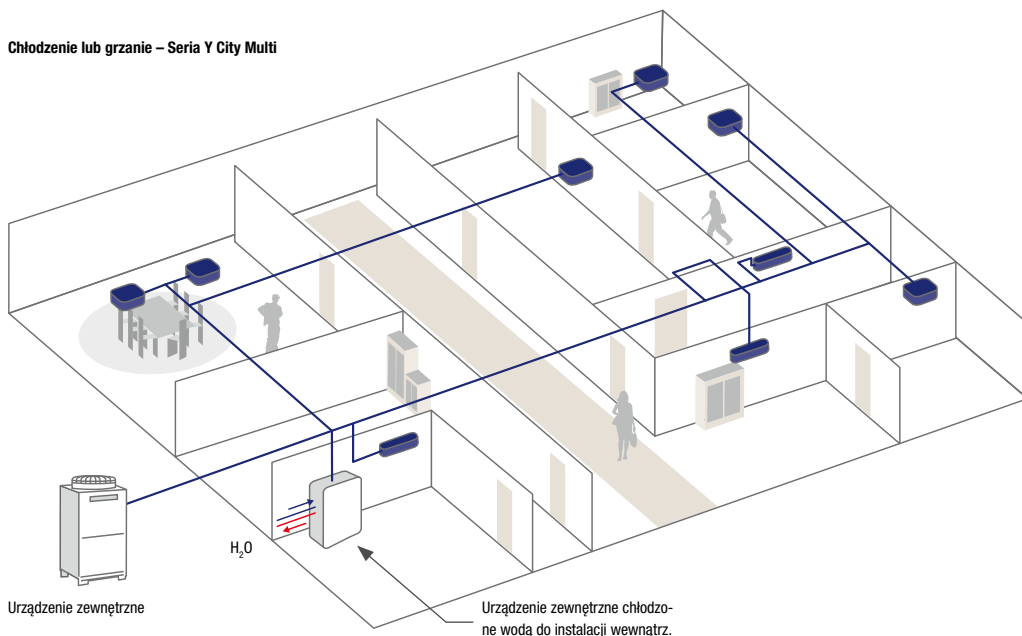 Chłodzenie lub grzanie – Seria Y City Multi
H₂O
Urządzenie zewnętrzne
Urządzenie zewnętrzne chłodzo-
ne wodą do instalacji wewnątrz.